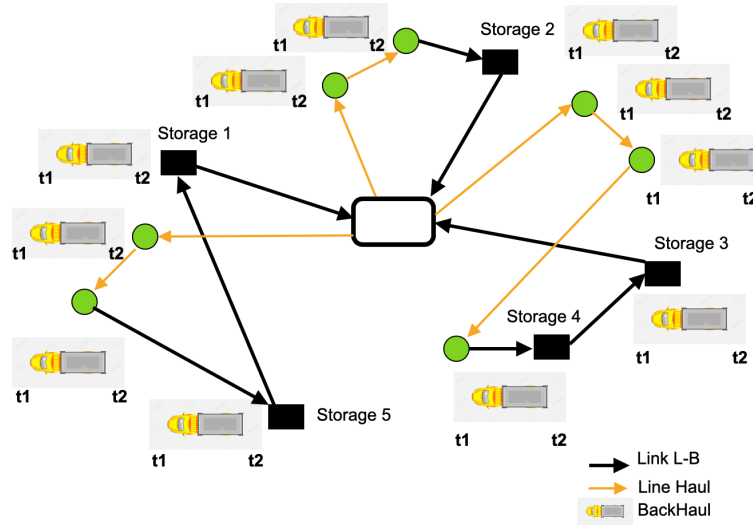 t1 t2
Storage 2
t1 t2
t1 t2
t1 t2
Storage 1
t1 t2
t1 t2
t1 t2
Storage 3
Storage 4
t1 t2
t1 t2
t1 t2
Storage 5
t1 t2
Link L-B
Line Haul
BackHaul